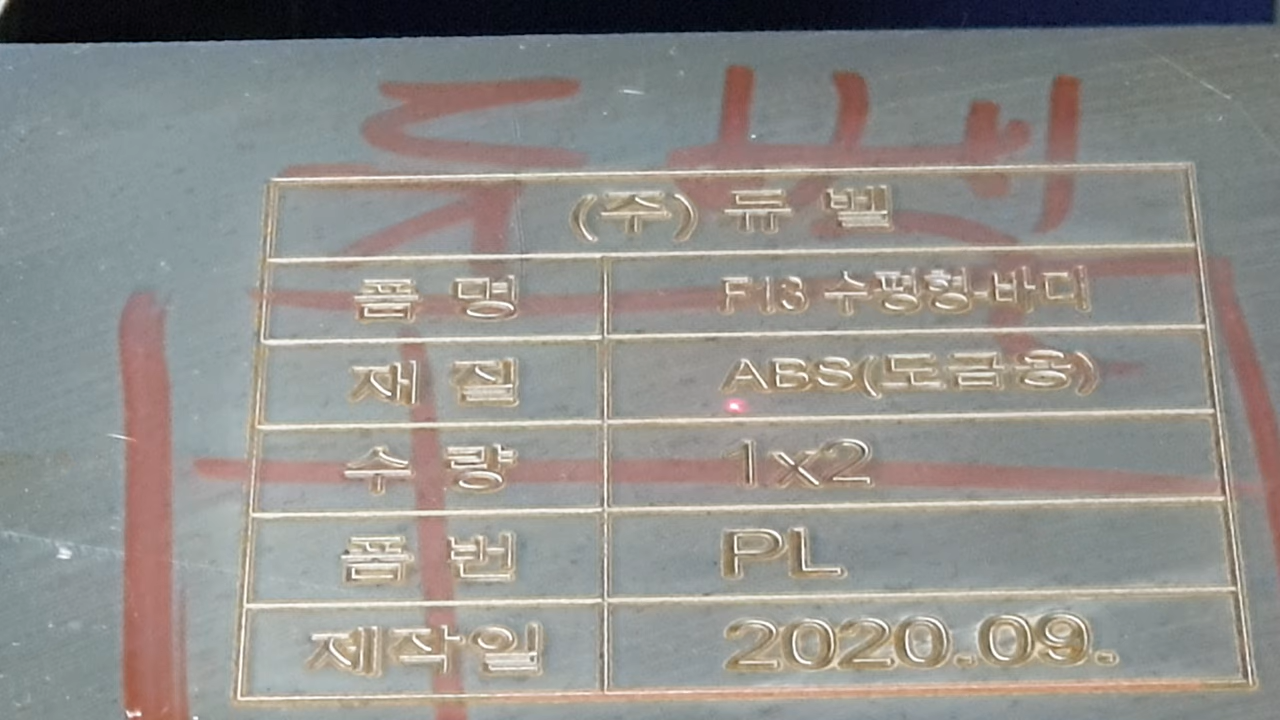 (주) 듀 벨
품 명 F13 수평형-바디
재 질 ABS(도금용)
수 량 1x2
품 번 PL
제작일 2020.09.